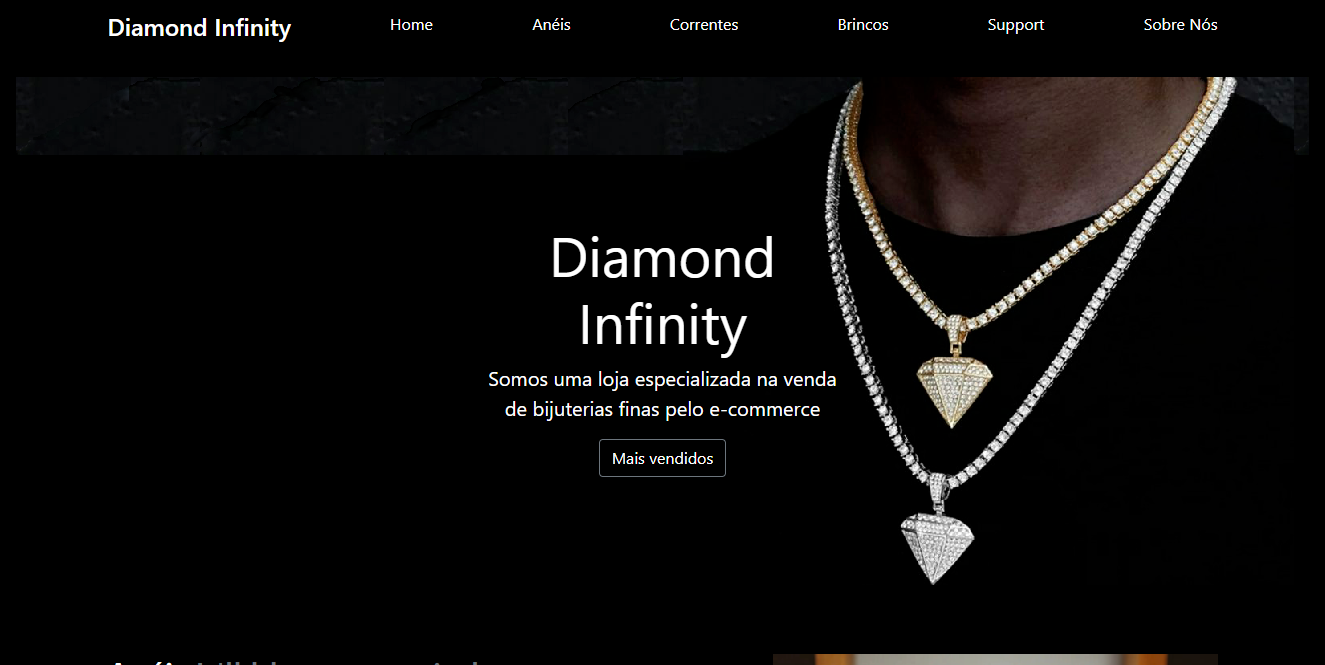 Diamond Infinity
Home
Anéis
Correntes
Brincos
Support
Sobre Nós
Diamond
Infinity
Somos uma loja especializada na venda
de bijuterias finas pelo e-commerce
Mais vendidos